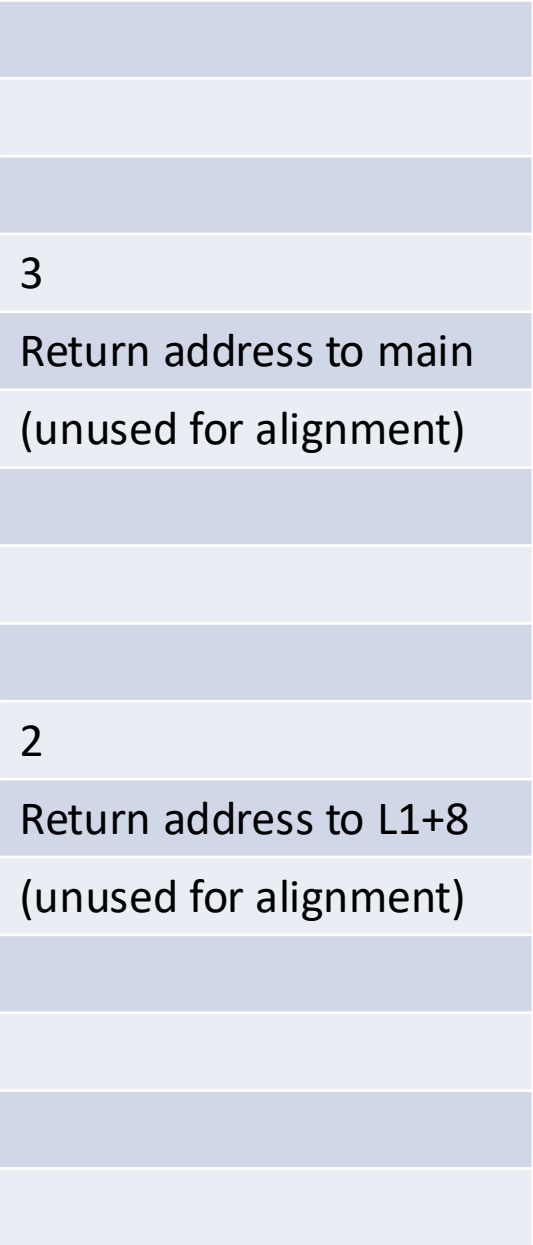 3
Return address to main
(unused for alignment)
2
Return address to L1+8
(unused for alignment)